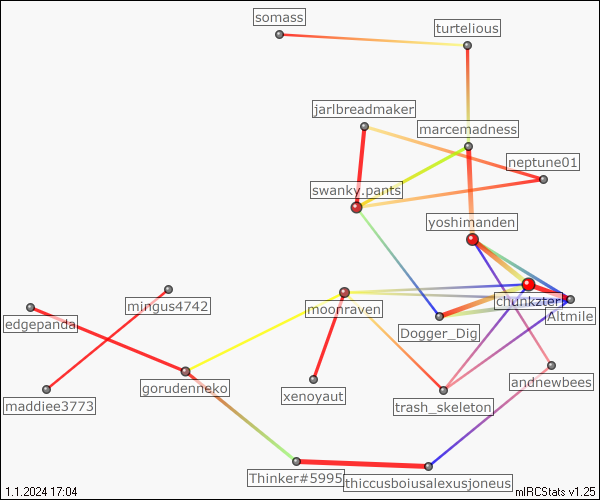 somass
turtelious
jarlbreadmaker
marcemadness
neptune01
swanky.pants
yoshimanden
mingus4742
moonraven
chunkzter
Altmile
edgepanda
Dogger_Dig
gorudenneko
andnewbees
maddiee3773
xenoyaut
trash_skeleton
Thinker#5995
thiccusboiusalexusjoneus
1.1.2024 17:04
mIRCStats v1.25